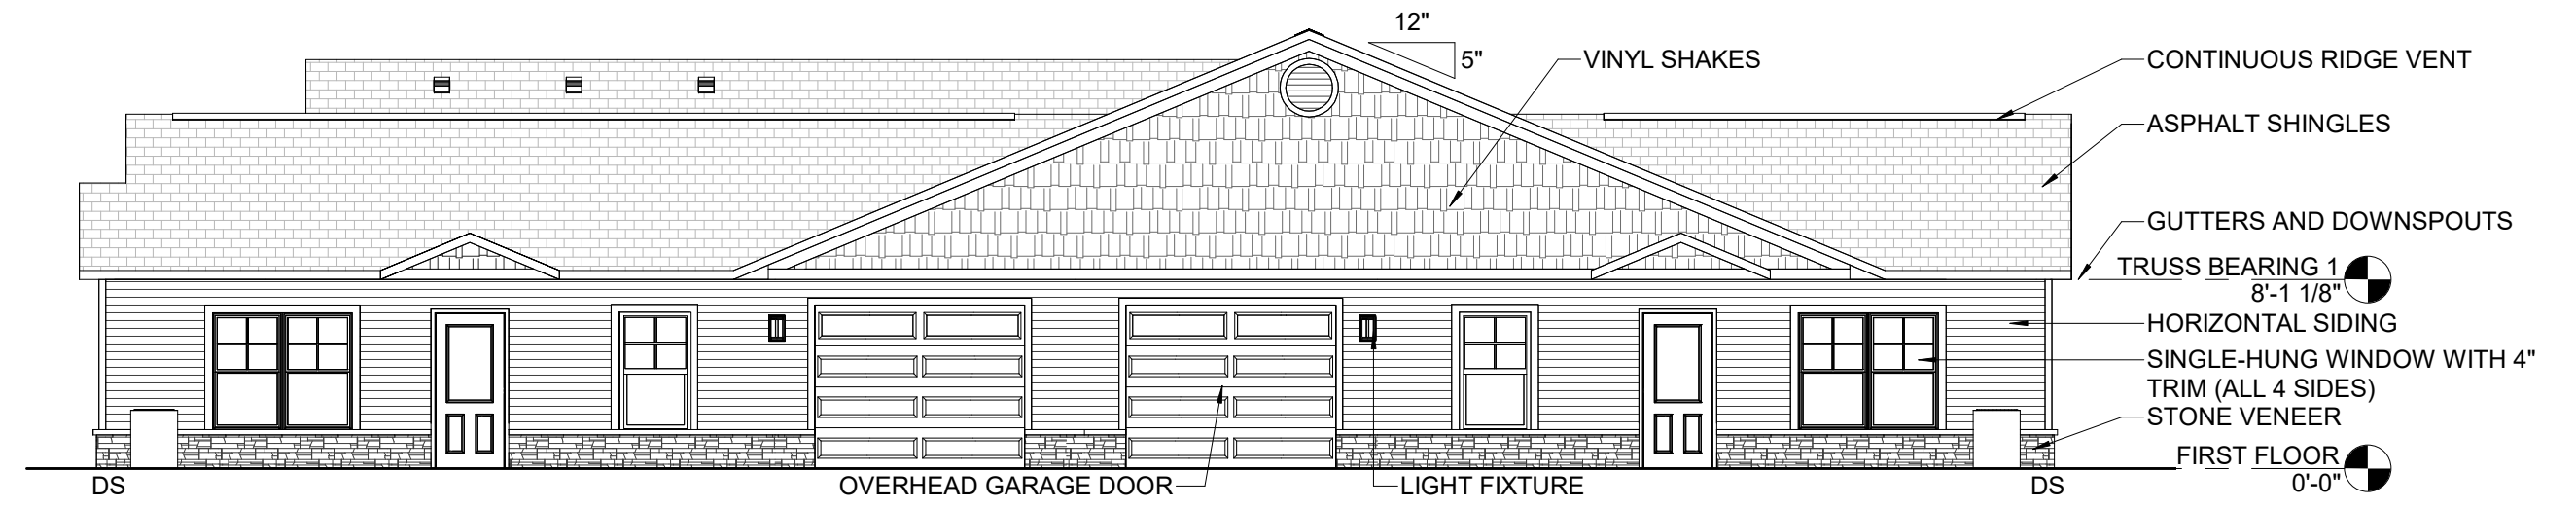 12"
5"
VINYL SHAKES
CONTINUOUS RIDGE VENT
ASPHALT SHINGLES
GUTTERS AND DOWNSPOUTS
TRUSS BEARING 1
8'-1 1/8"
HORIZONTAL SIDING
SINGLE-HUNG WINDOW WITH 4"
TRIM (ALL 4 SIDES)
STONE VENEER
FIRST FLOOR
0'-0"
DS
OVERHEAD GARAGE DOOR
LIGHT FIXTURE
DS